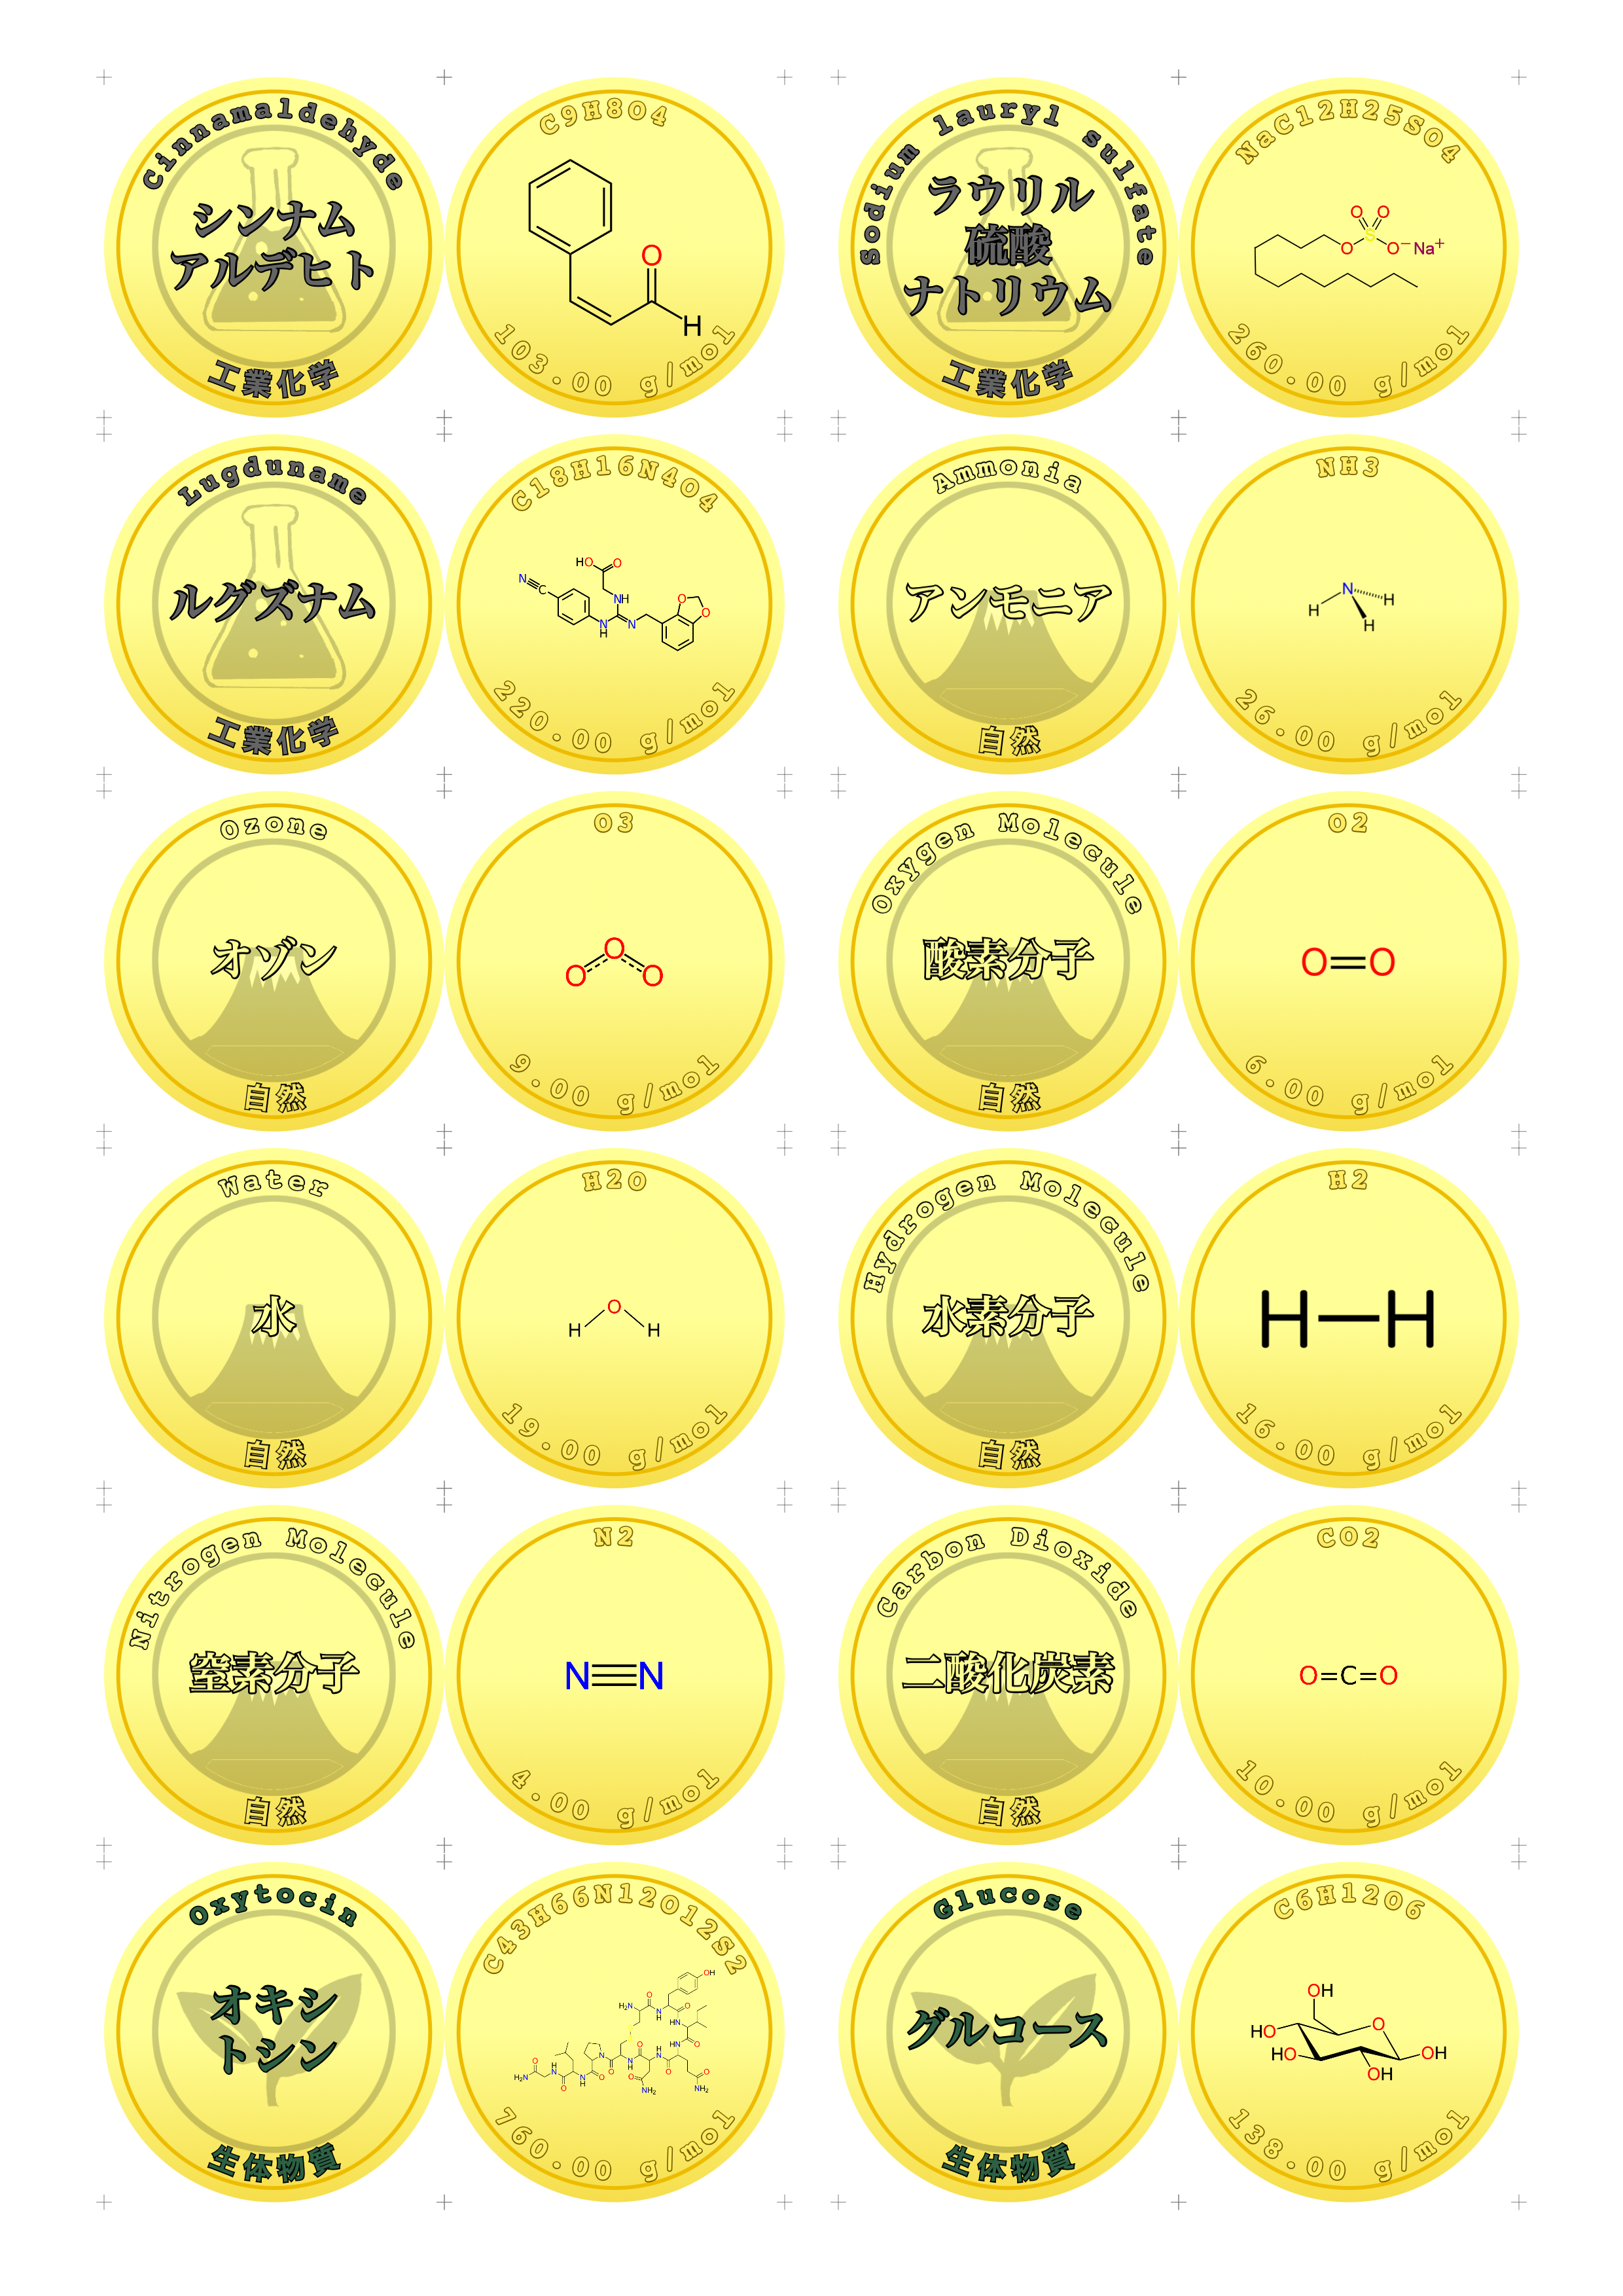 Cinnamaldehyde
シンナム
アルデヒト
工業化学
C9H8O4
O
H
103.00 g/mol
Sodium lauryl sulfate
ラウリル
硫酸
ナトリウム
工業化学
NaC12H25SO4
O O
S
O O− Na+
260.00 g/mol
Lugduname
ルグズナム
工業化学
C18H16N4O4
HO O
N C NH O
O
N H N
220.00 g/mol
Ammonia
アンモニア
自然
NH3
N
H H
H
26.00 g/mol
Ozone
オゾン
自然
O3
O
O O
9.00 g/mol
Oxygen Molecule
酸素分子
自然
O2
O=O
6.00 g/mol
Water
水
自然
H2O
O
H H
19.00 g/mol
Hydrogen Molecule
水素分子
自然
H2
H—H
16.00 g/mol
Nitrogen Molecule
窒素分子
自然
N2
N≡N
4.00 g/mol
Carbon Dioxide
二酸化炭素
自然
CO2
O=C=O
10.00 g/mol
Oxytocin
オキシ
トシン
生体物質
C43H66N12O12S2
760.00 g/mol
Glucose
グルコース
生体物質
C6H12O6
OH
HO O
HO OH
OH
138.00 g/mol